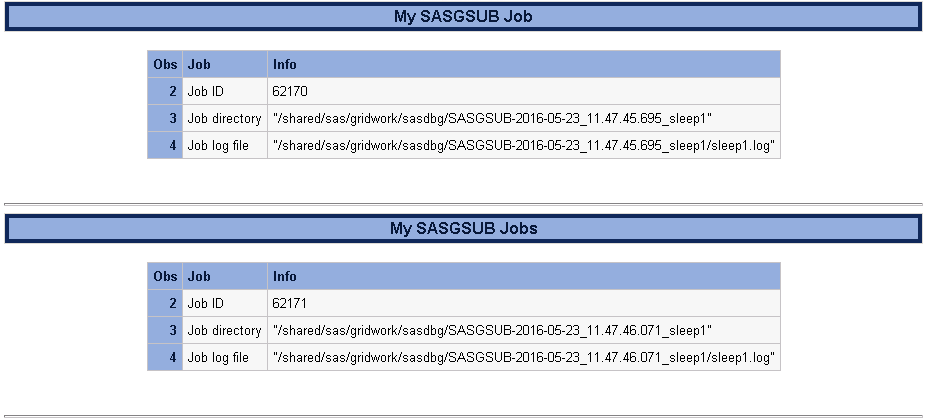 My SASGSUB Job
Obs Job Info
2 Job ID 62170
3 Job directory "/shared/sas/gridwork/sasdbg/SASGSUB-2016-05-23_11.47.45.695_sleep1"
4 Job log file "/shared/sas/gridwork/sasdbg/SASGSUB-2016-05-23_11.47.45.695_sleep1/sleep1.log"
My SASGSUB Jobs
Obs Job Info
2 Job ID 62171
3 Job directory "/shared/sas/gridwork/sasdbg/SASGSUB-2016-05-23_11.47.46.071_sleep1"
4 Job log file "/shared/sas/gridwork/sasdbg/SASGSUB-2016-05-23_11.47.46.071_sleep1/sleep1.log"